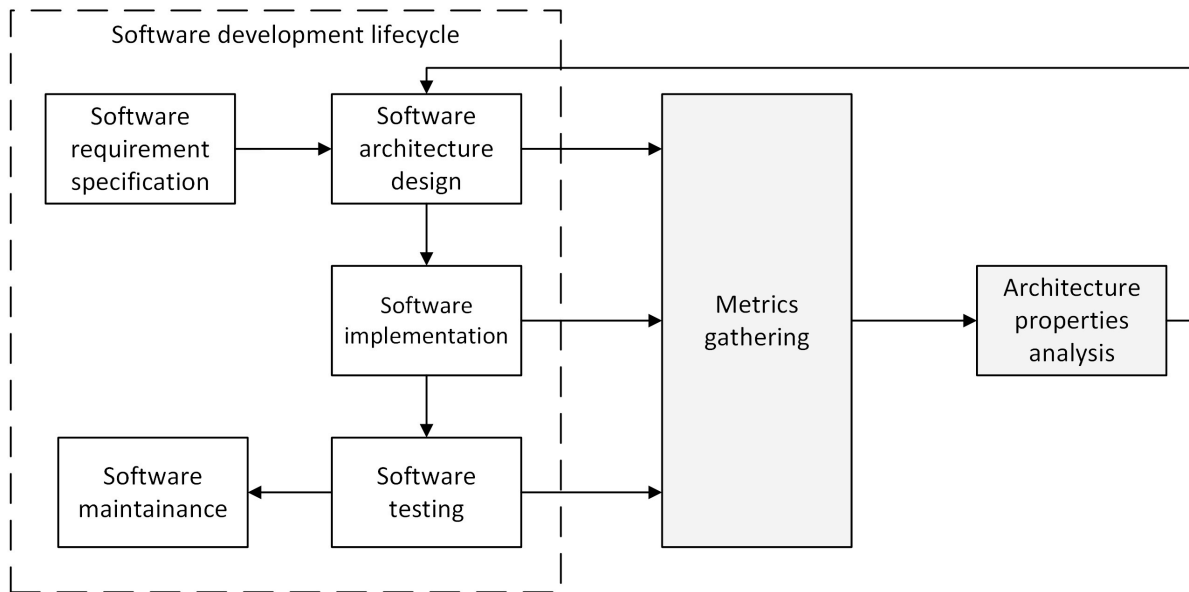 Software development lifecycle
Software
requirement
specification
Software
architecture
design
Software
implementation
Metrics
gathering
Architecture
properties
analysis
Software
maintainance
Software
testing